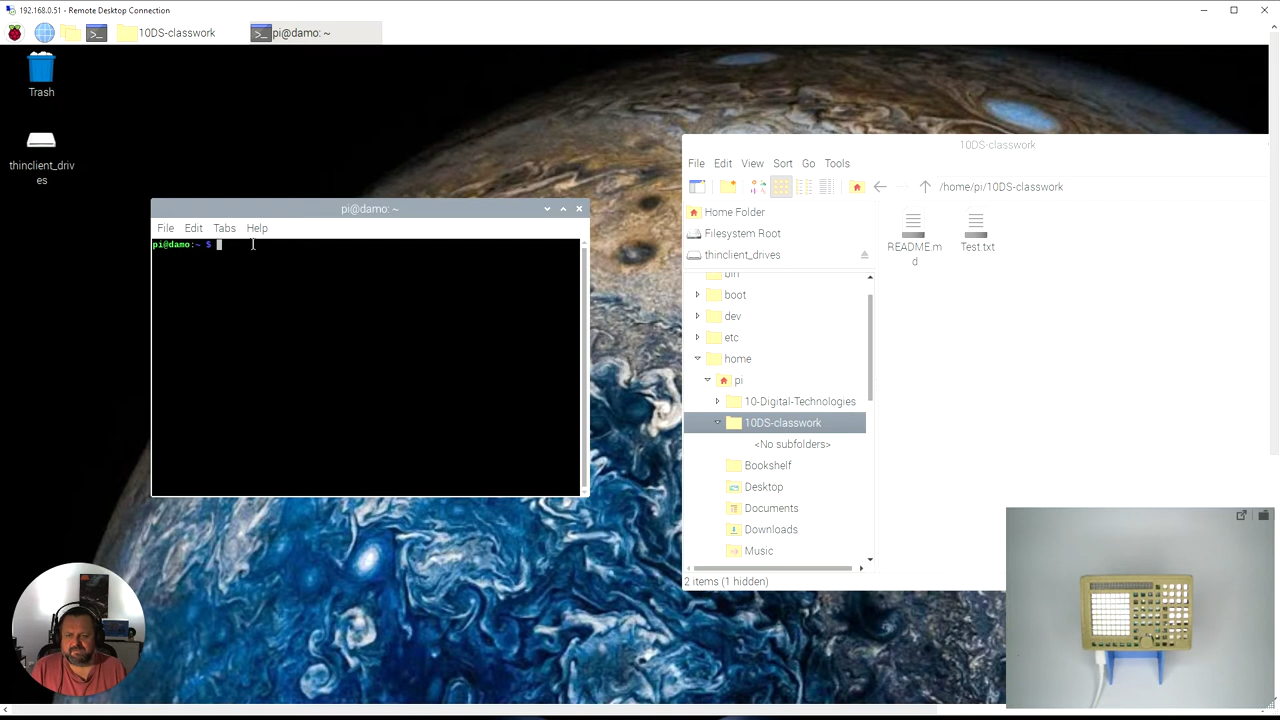 192.168.0.51 - Remote Desktop Connection
10DS-classwork
pi@damo: ~
Trash
thinclient_driv
es
pi@damo: ~
File Edit Tabs Help
pi@damo:~ $
10DS-classwork
File Edit View Sort Go Tools
/home/pi/10DS-classwork
Home Folder
Filesystem Root
thinclient_drives
bin
boot
dev
etc
home
pi
10-Digital-Technologies
10DS-classwork
<No subfolders>
Bookshelf
Desktop
Documents
Downloads
Music
README.m
d
Test.txt
2 items (1 hidden)